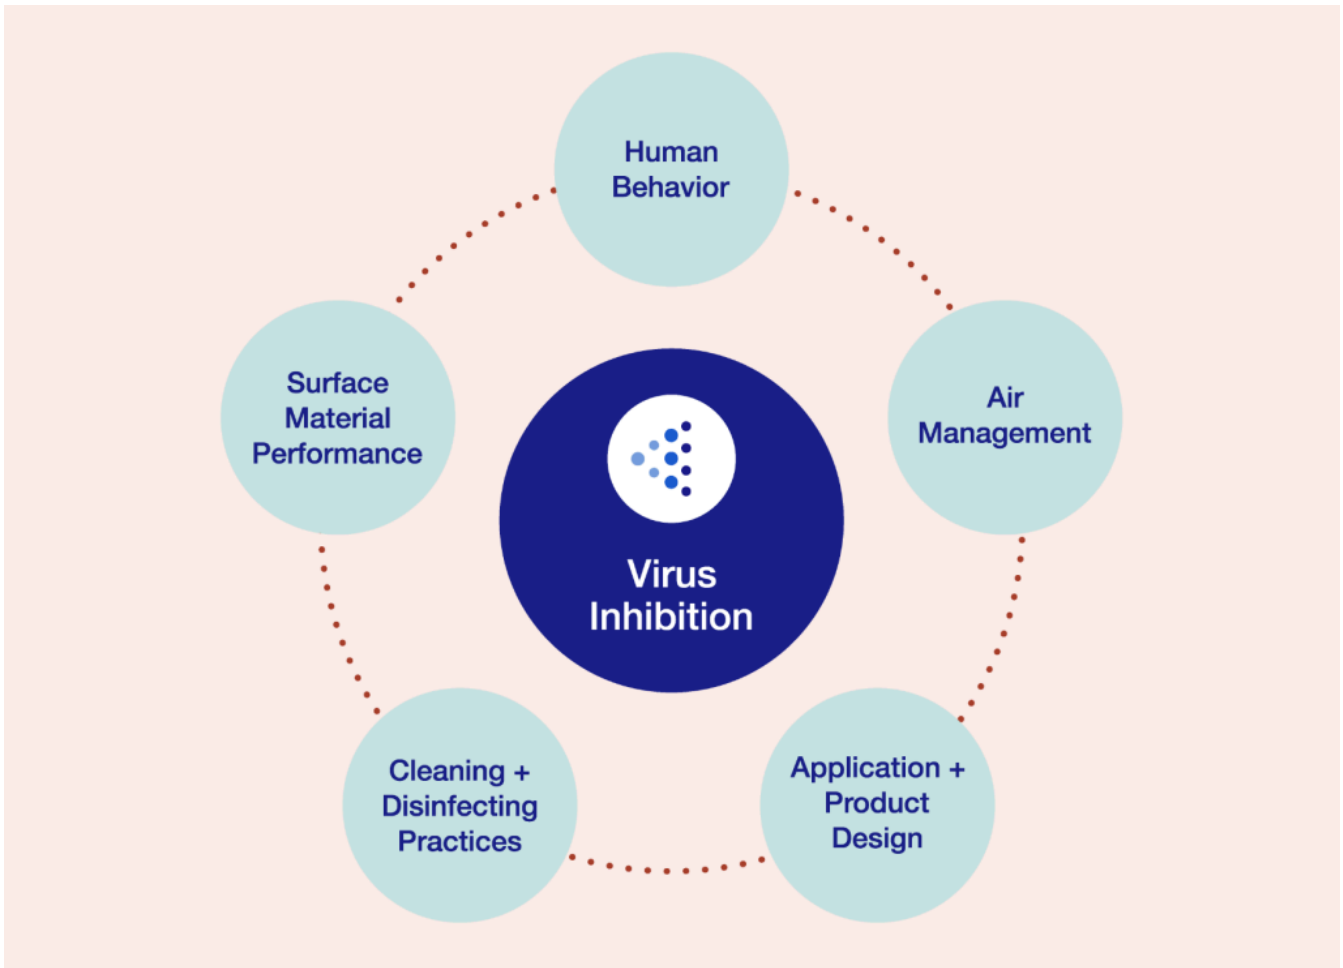 Human
Behavior
Air
Management
Application +
Product
Design
Cleaning +
Disinfecting
Practices
Surface
Material
Performance
Virus
Inhibition